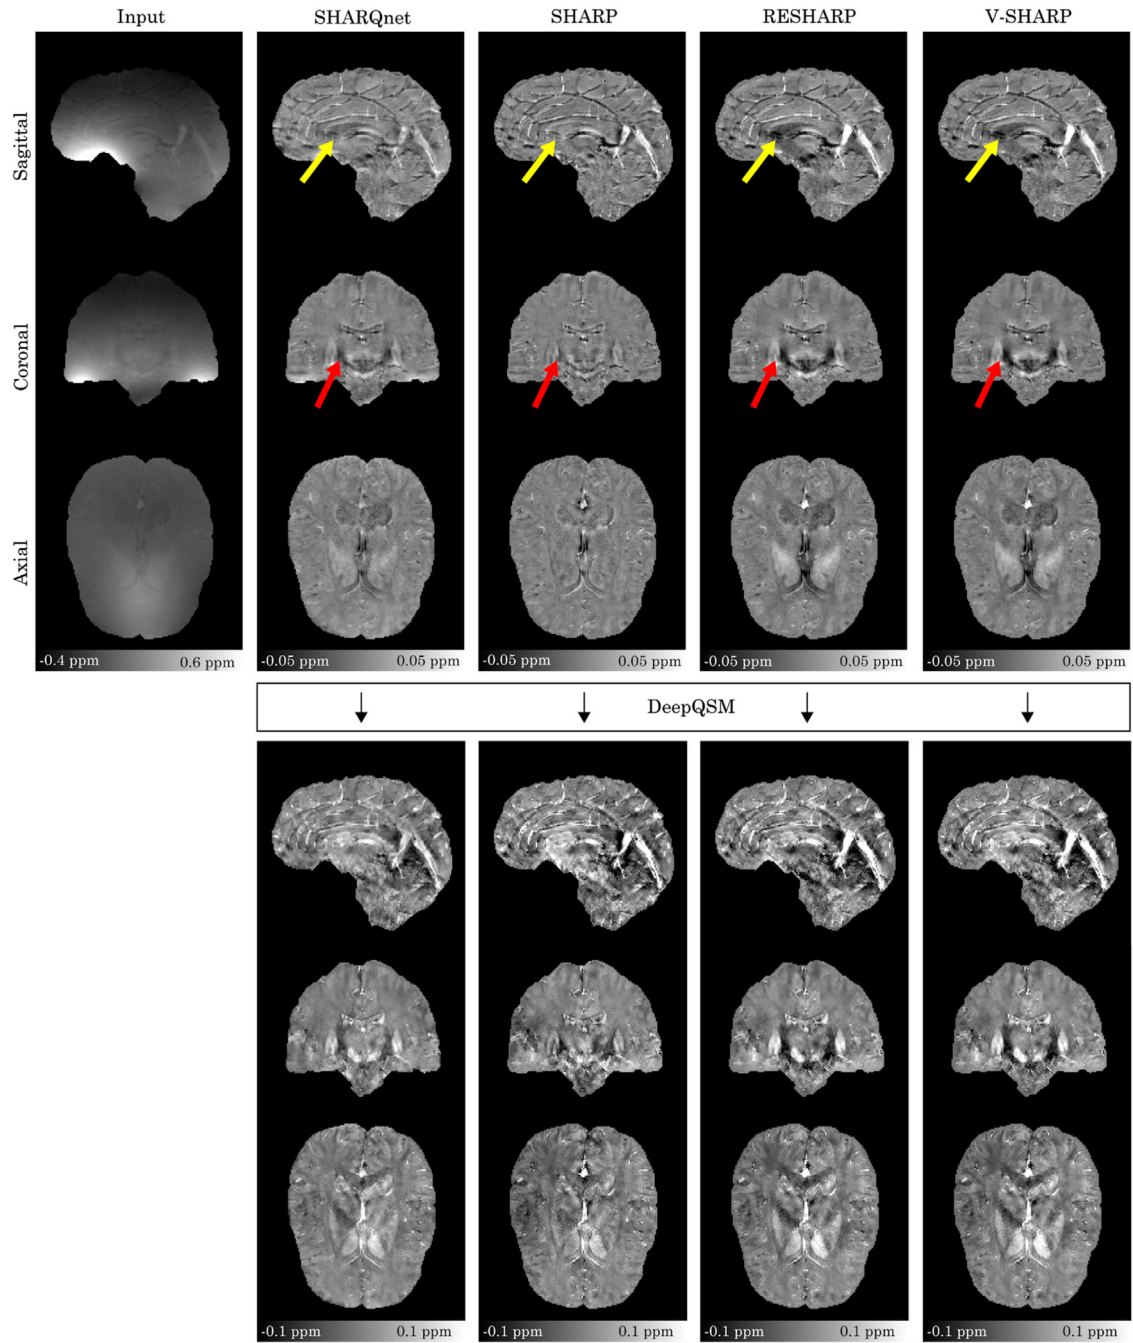 Input SHARQnet SHARP RESHARP V-SHARP
Sagittal
Coronal
Axial
-0.4 ppm 0.6 ppm -0.05 ppm 0.05 ppm -0.05 ppm 0.05 ppm -0.05 ppm 0.05 ppm -0.05 ppm 0.05 ppm
DeepQSM
-0.1 ppm 0.1 ppm -0.1 ppm 0.1 ppm -0.1 ppm 0.1 ppm -0.1 ppm 0.1 ppm